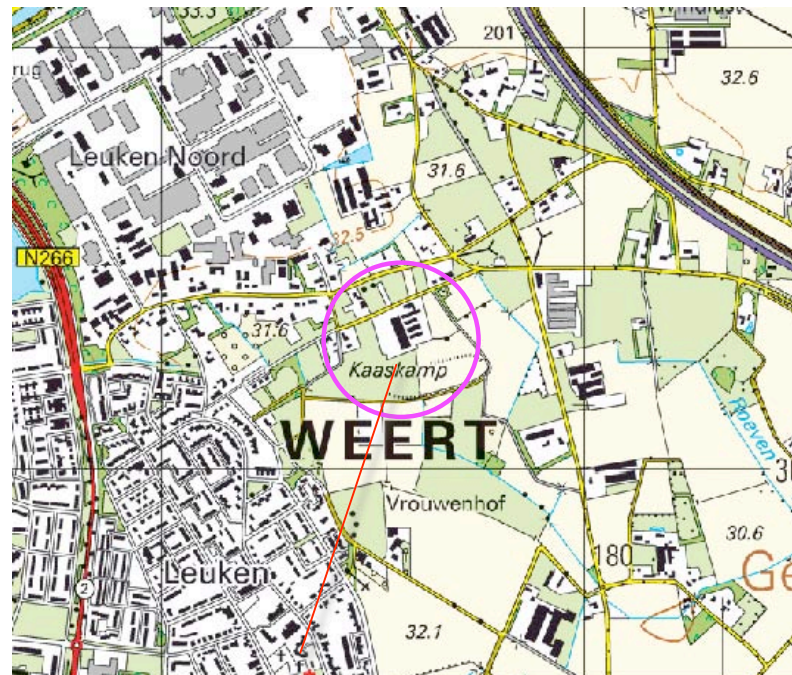 33.3
201
32.6
rug
Leuken Noord
31.6
32.5
N266
31.6
Kaaskamp
WEERT
Vrouwenhof
Leuken
2
180
30.6
Ge
32.1